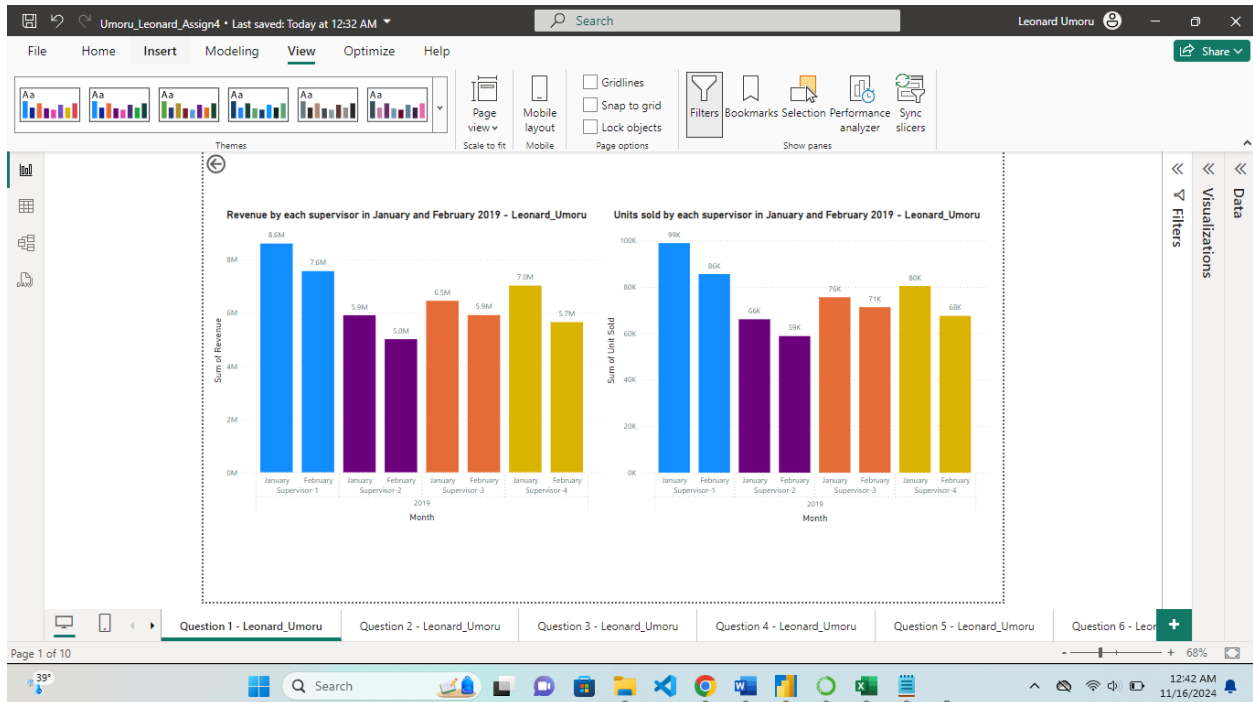 Umoru_Leonard_Assign4 • Last saved: Today at 12:32 AM
Search
Leonard Umoru
File Home Insert Modeling View Optimize Help
Share
Aa Aa Aa Aa Aa Aa
Themes
Page view
Scale to fit
Mobile layout
Mobile
Gridlines
Snap to grid
Lock objects
Page options
Filters
Bookmarks
Selection
Performance analyzer
Sync slicers
Show panes
Revenue by each supervisor in January and February 2019 - Leonard_Umoru
Sum of Revenue
8M
6M
4M
2M
0M
8.6M
7.6M
5.9M
5.0M
6.5M
5.9M
7.0M
5.7M
January February January February January February January February
Supervisor-1 Supervisor-2 Supervisor-3 Supervisor-4
2019
Month
Units sold by each supervisor in January and February 2019 - Leonard_Umoru
Sum of Unit Sold
100K
80K
60K
40K
20K
0K
99K
86K
66K
59K
76K
71K
80K
68K
January February January February January February January February
Supervisor-1 Supervisor-2 Supervisor-3 Supervisor-4
2019
Month
Filters
Visualizations
Data
Question 1 - Leonard_Umoru
Question 2 - Leonard_Umoru
Question 3 - Leonard_Umoru
Question 4 - Leonard_Umoru
Question 5 - Leonard_Umoru
Question 6 - Leor
Page 1 of 10
- + 68%
39°
Search
12:42 AM
11/16/2024